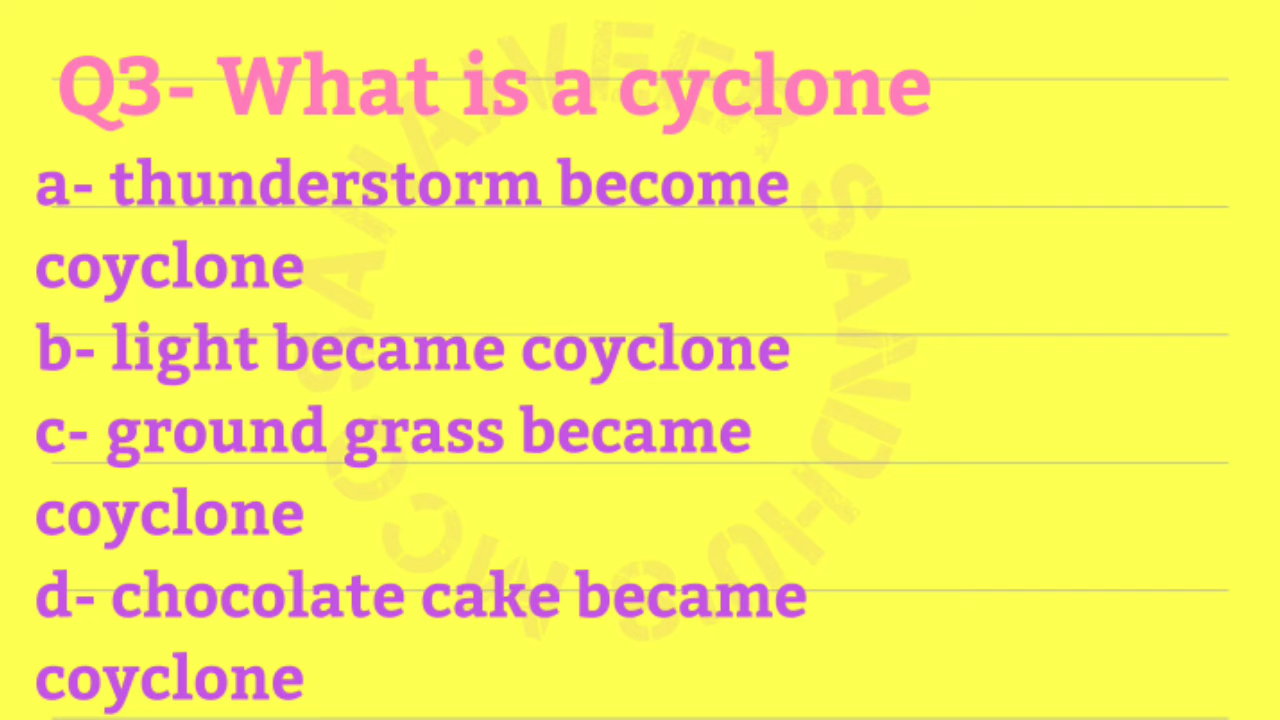 Q3- What is a cyclone
a- thunderstorm become
coyclone
b- light became coyclone
c- ground grass became
coyclone
d- chocolate cake became
coyclone